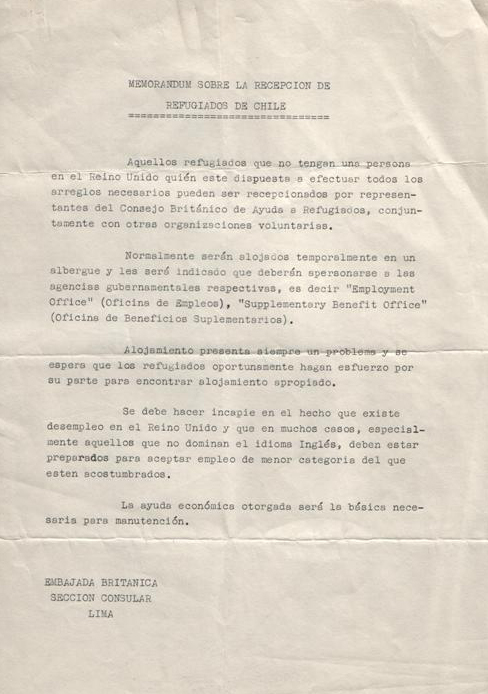 MEMORANDUM SOBRE LA RECEPCION DE
REFUGIADOS DE CHILE
================================
Aquellos refugiados que no tengan una persona
en el Reino Unido quién este dispuesta a efectuar todos los
arreglos necesarios pueden ser recepcionados por represen-
tantes del Consejo Británico de Ayuda a Refugiados, conjun-
tamente con otras organizaciones voluntarias.
Normalmente serán alojados temporalmente en un
albergue y les será indicado que deberán apersonarse a las
agencias gubernamentales respectivas, es decir "Employment
Office" (Oficina de Empleos), "Supplementary Benefit Office"
(Oficina de Beneficios Suplementarios).
Alojamiento presenta siempre un problema y se
espera que los refugiados oportunamente hagan esfuerzo por
su parte para encontrar alojamiento apropiado.
Se debe hacer incapie en el hecho que existe
desempleo en el Reino Unido y que en muchos casos, especial-
mente aquellos que no dominan el idioma Inglés, deben estar
preparados para aceptar empleo de menor categoria del que
esten acostumbrados.
La ayuda económica otorgada será la básica nece-
saria para manutención.
EMBAJADA BRITANICA
SECCION CONSULAR
LIMA